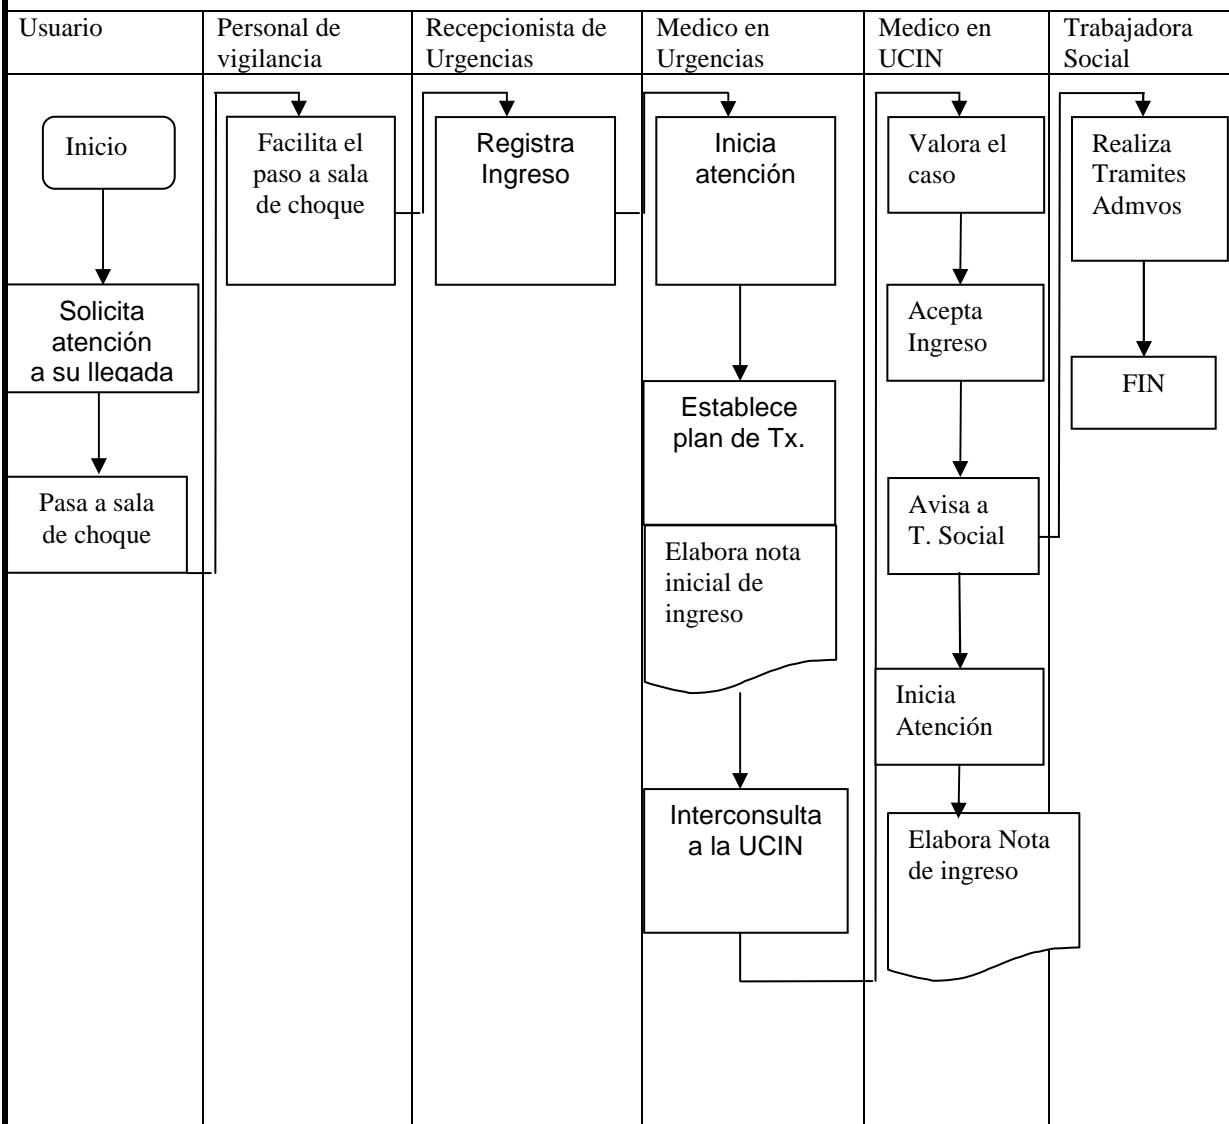 Usuario
Personal de
vigilancia
Recepcionista de
Urgencias
Medico en
Urgencias
Medico en
UCIN
Trabajadora
Social
Inicio
Solicita
atención
a su llegada
Pasa a sala
de choque
Facilita el
paso a sala
de choque
Registra
Ingreso
Inicia
atención
Establece
plan de Tx.
Elabora nota
inicial de
ingreso
Interconsulta
a la UCIN
Valora el
caso
Acepta
Ingreso
Avisa a
T. Social
Inicia
Atención
Elabora Nota
de ingreso
Realiza
Tramites
Admvos
FIN